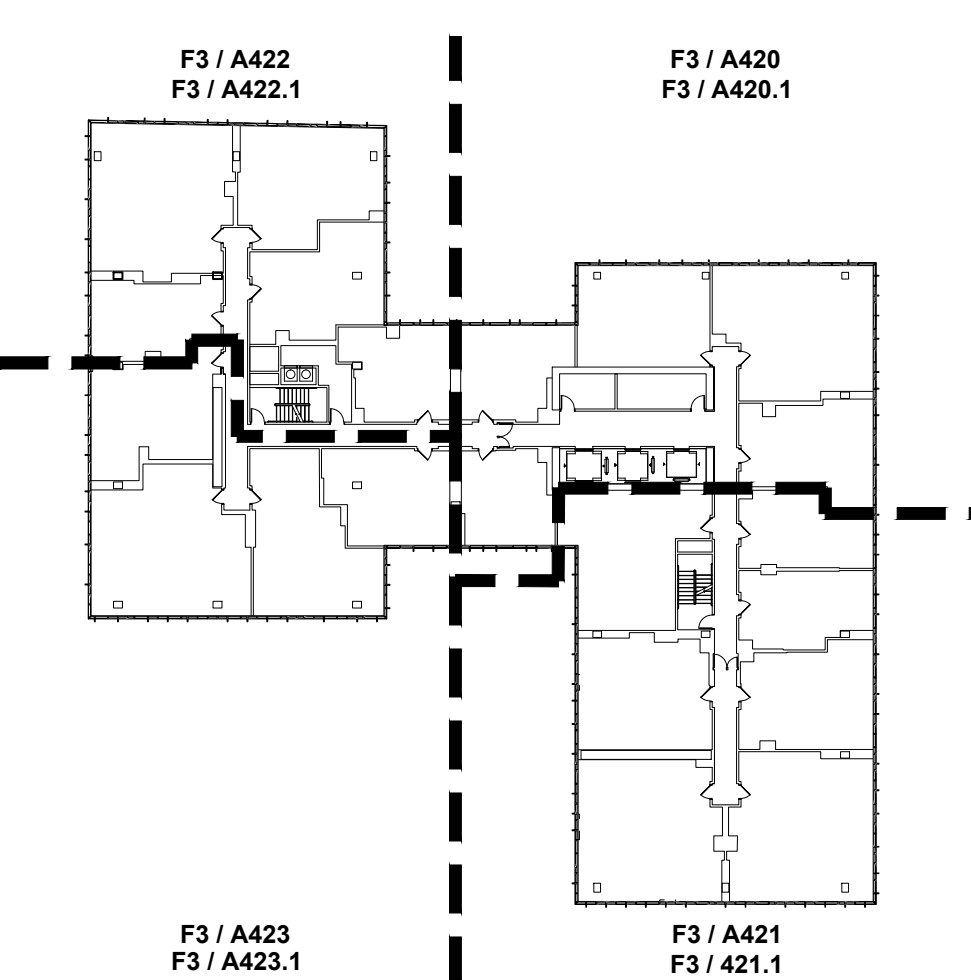 F3 / A422
F3 / A422.1
F3 / A420
F3 / A420.1
F3 / A423
F3 / A423.1
F3 / A421
F3 / 421.1